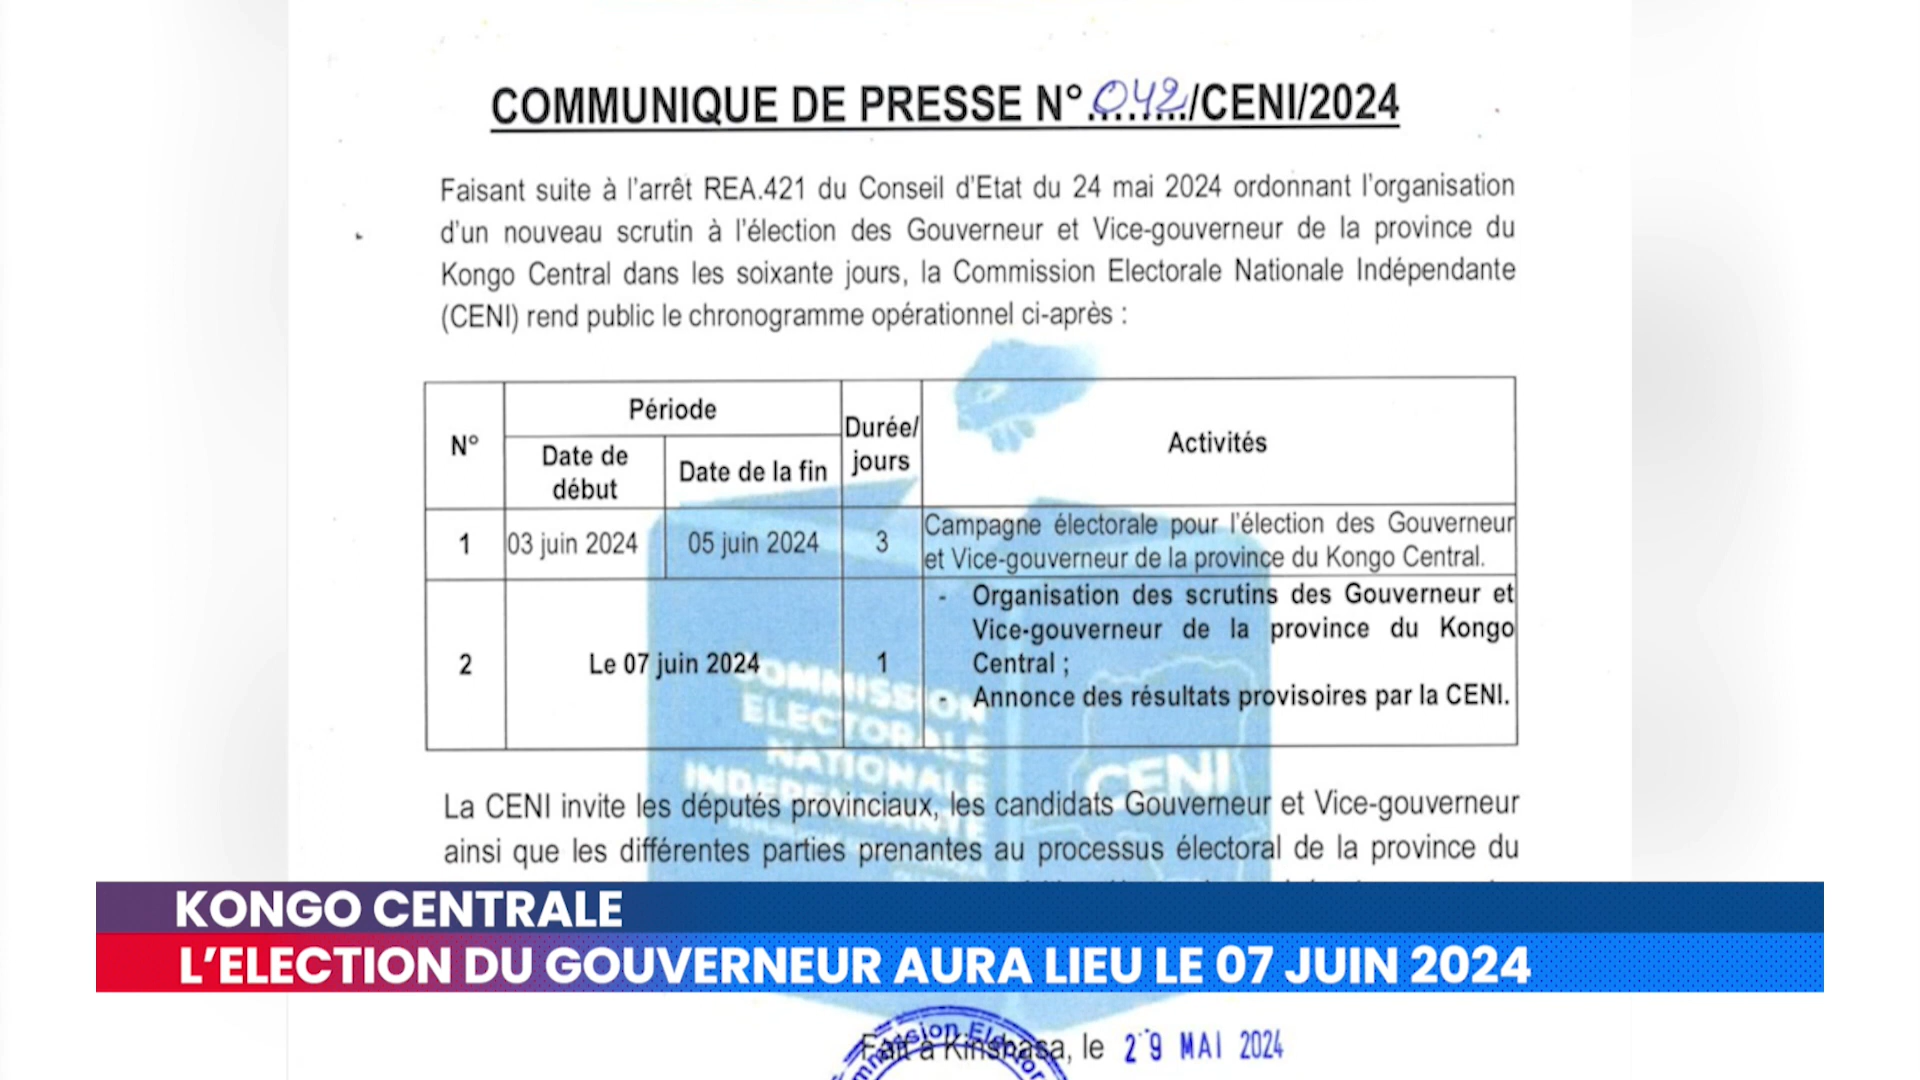 COMMUNIQUE DE PRESSE N° 042/CENI/2024
Faisant suite à l'arrêt REA.421 du Conseil d'Etat du 24 mai 2024 ordonnant l'organisation
d'un nouveau scrutin à l'élection des Gouverneur et Vice-gouverneur de la province du
Kongo Central dans les soixante jours, la Commission Electorale Nationale Indépendante
(CENI) rend public le chronogramme opérationnel ci-après :
N°
Période
Date de
début
Date de la fin
Durée/
jours
Activités
1
03 juin 2024
05 juin 2024
3
Campagne électorale pour l'élection des Gouverneur
et Vice-gouverneur de la province du Kongo Central.
2
Le 07 juin 2024
1
- Organisation des scrutins des Gouverneur et
Vice-gouverneur de la province du Kongo
Central ;
- Annonce des résultats provisoires par la CENI.
COMMISSION
ELECTORALE
NATIONALE
INDEPENDANTE
CENI
La CENI invite les députés provinciaux, les candidats Gouverneur et Vice-gouverneur
ainsi que les différentes parties prenantes au processus électoral de la province du
KONGO CENTRALE
L'ELECTION DU GOUVERNEUR AURA LIEU LE 07 JUIN 2024
Fait à Kinshasa, le 29 MAI 2024